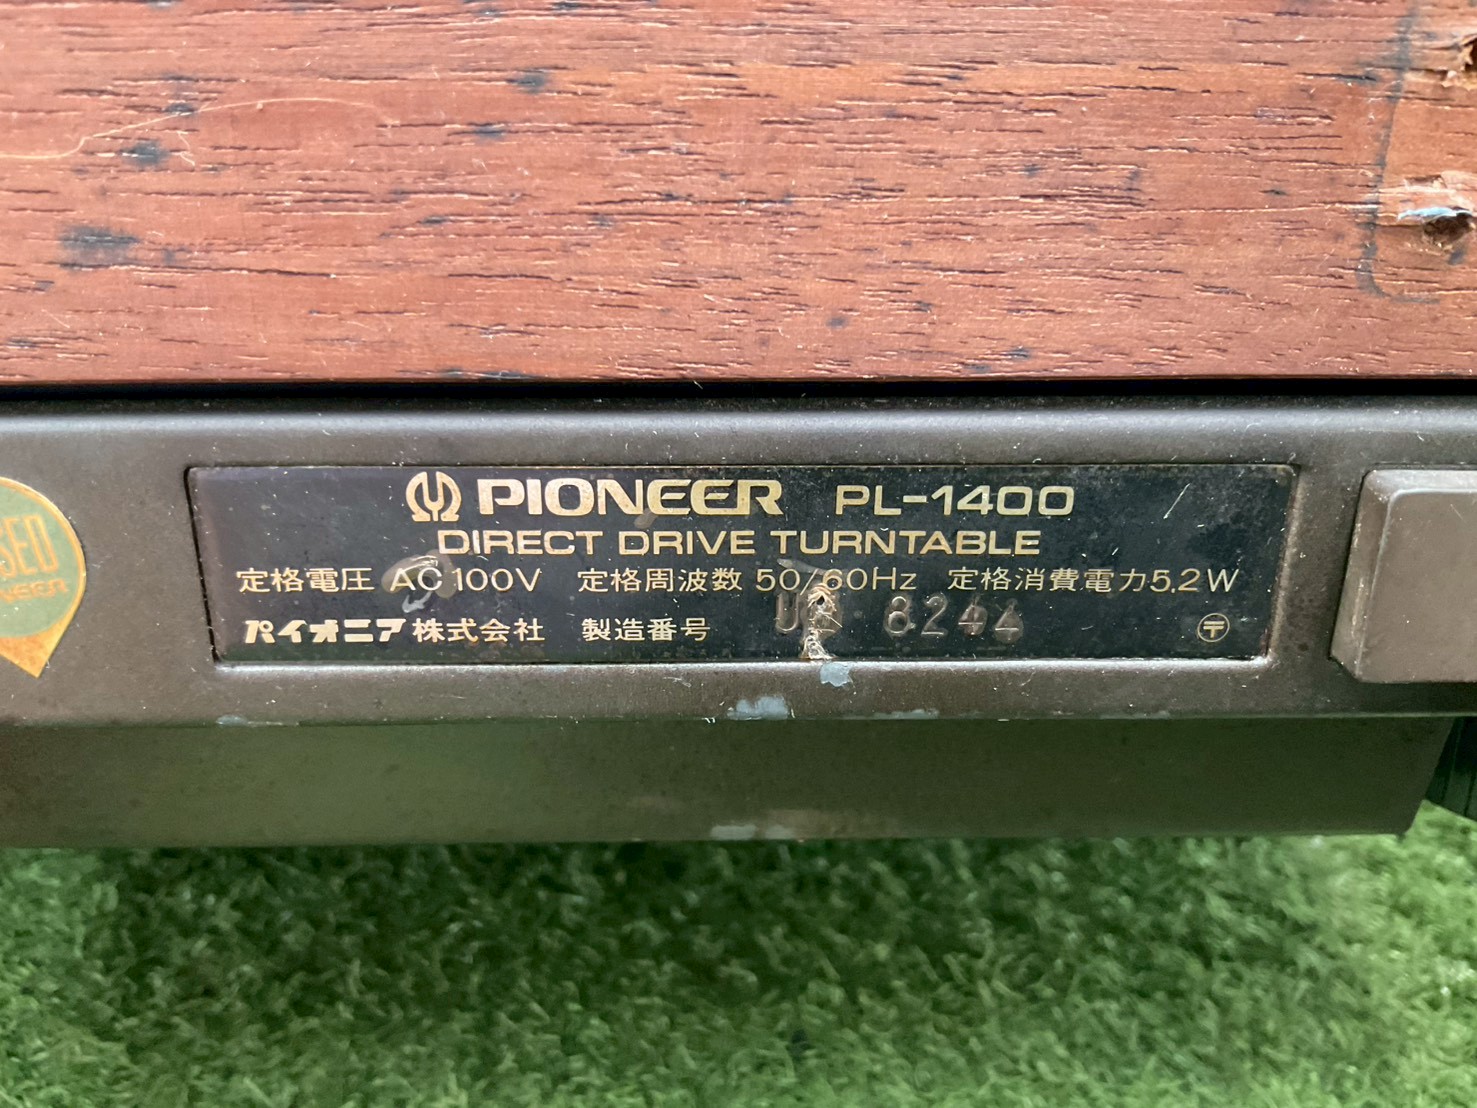 PIONEER PL-1400
DIRECT DRIVE TURNTABLE
定格電圧 AC100V 定格周波数 50/60Hz 定格消費電力5.2W
パイオニア株式会社 製造番号 8244 〒